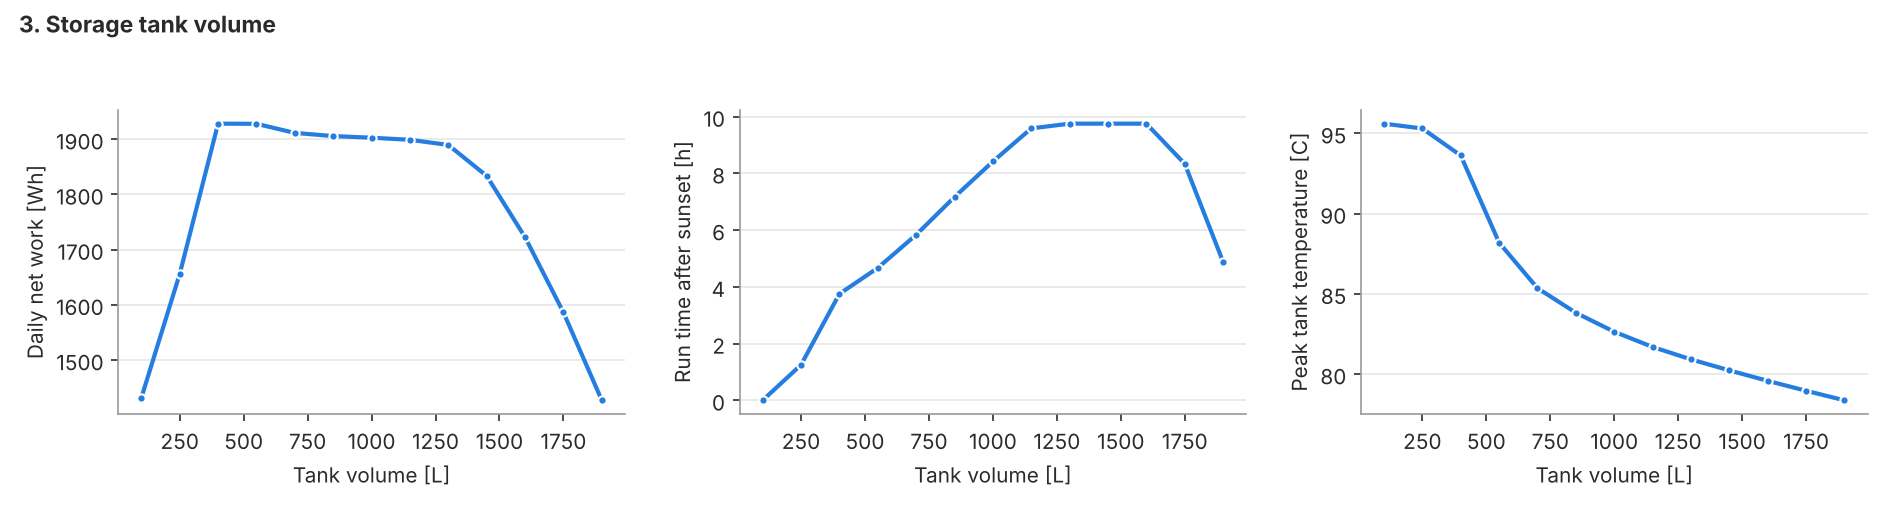 3. Storage tank volume
Daily net work [Wh]
1900
1800
1700
1600
1500
250 500 750 1000 1250 1500 1750
Tank volume [L]
Run time after sunset [h]
10
8
6
4
2
0
250 500 750 1000 1250 1500 1750
Tank volume [L]
Peak tank temperature [C]
95
90
85
80
250 500 750 1000 1250 1500 1750
Tank volume [L]